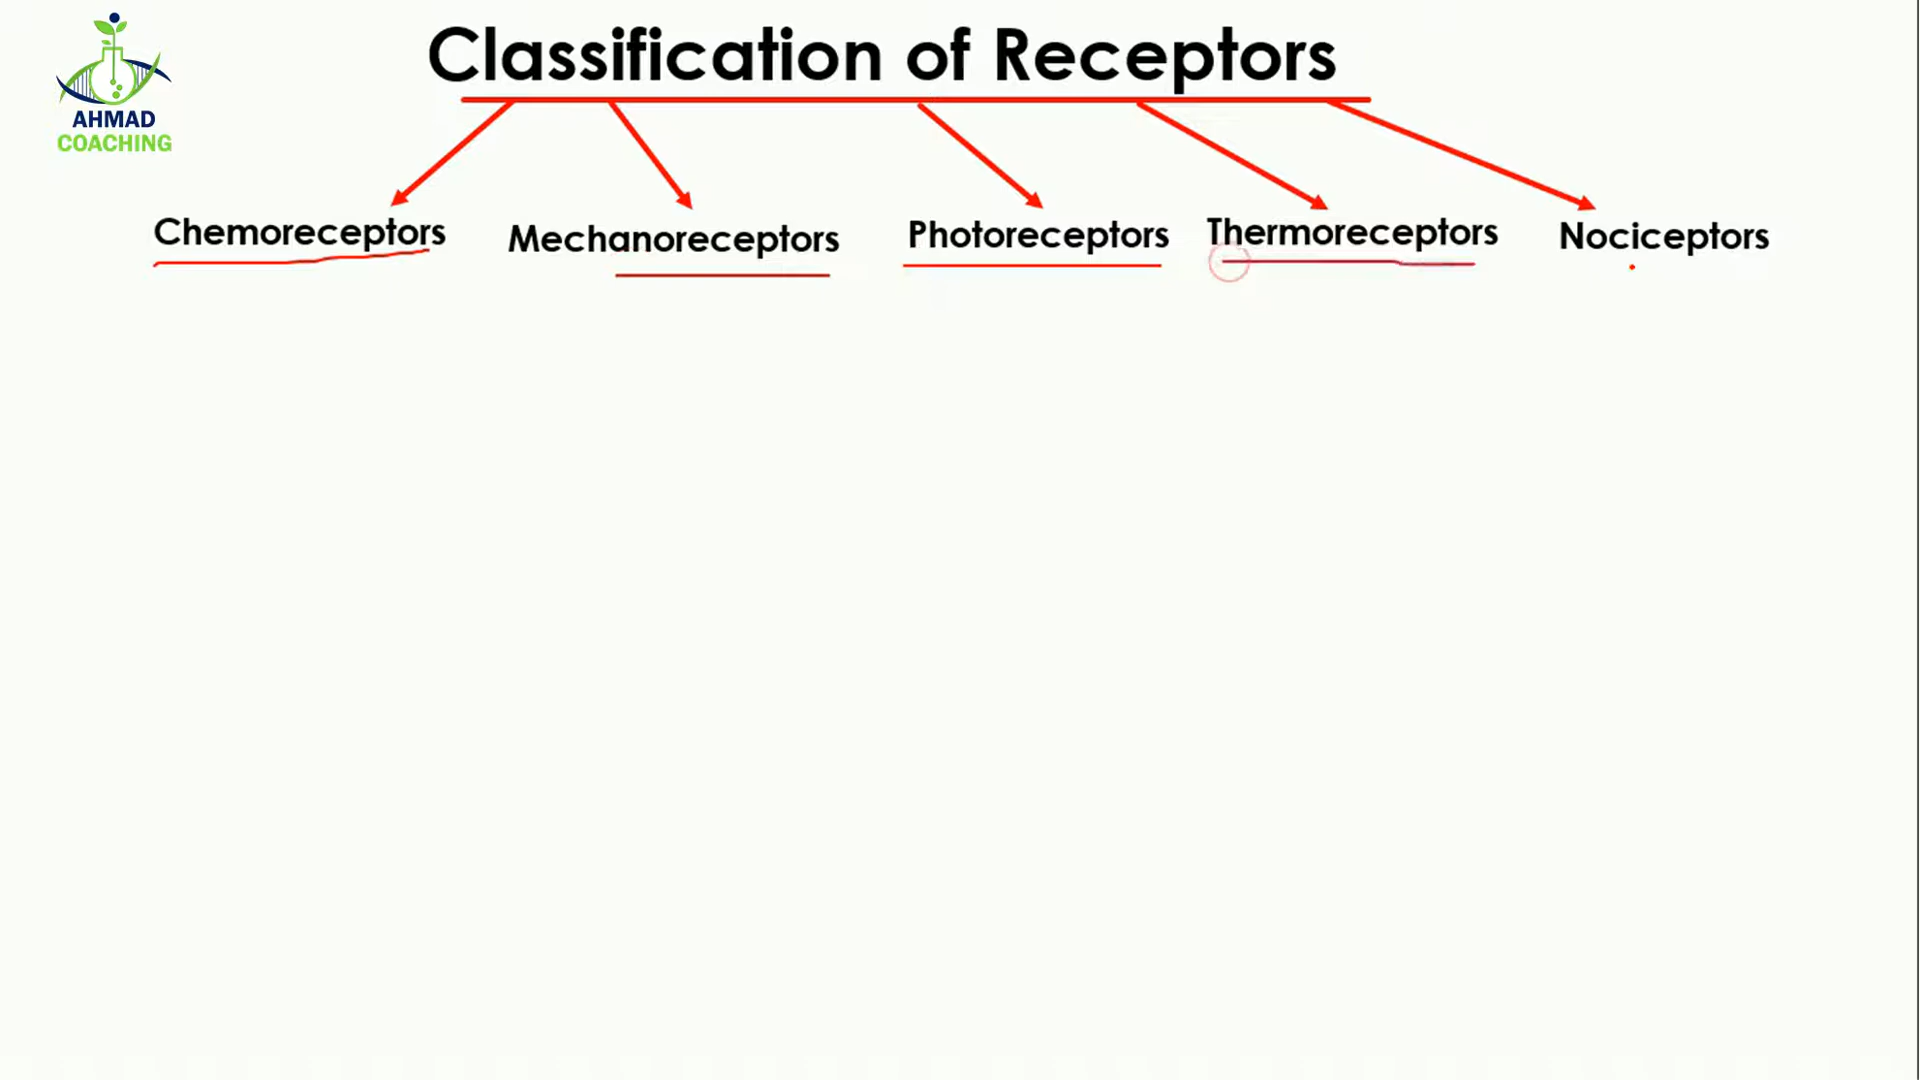 Classification of Receptors
AHMAD
COACHING
Chemoreceptors Mechanoreceptors Photoreceptors Thermoreceptors Nociceptors